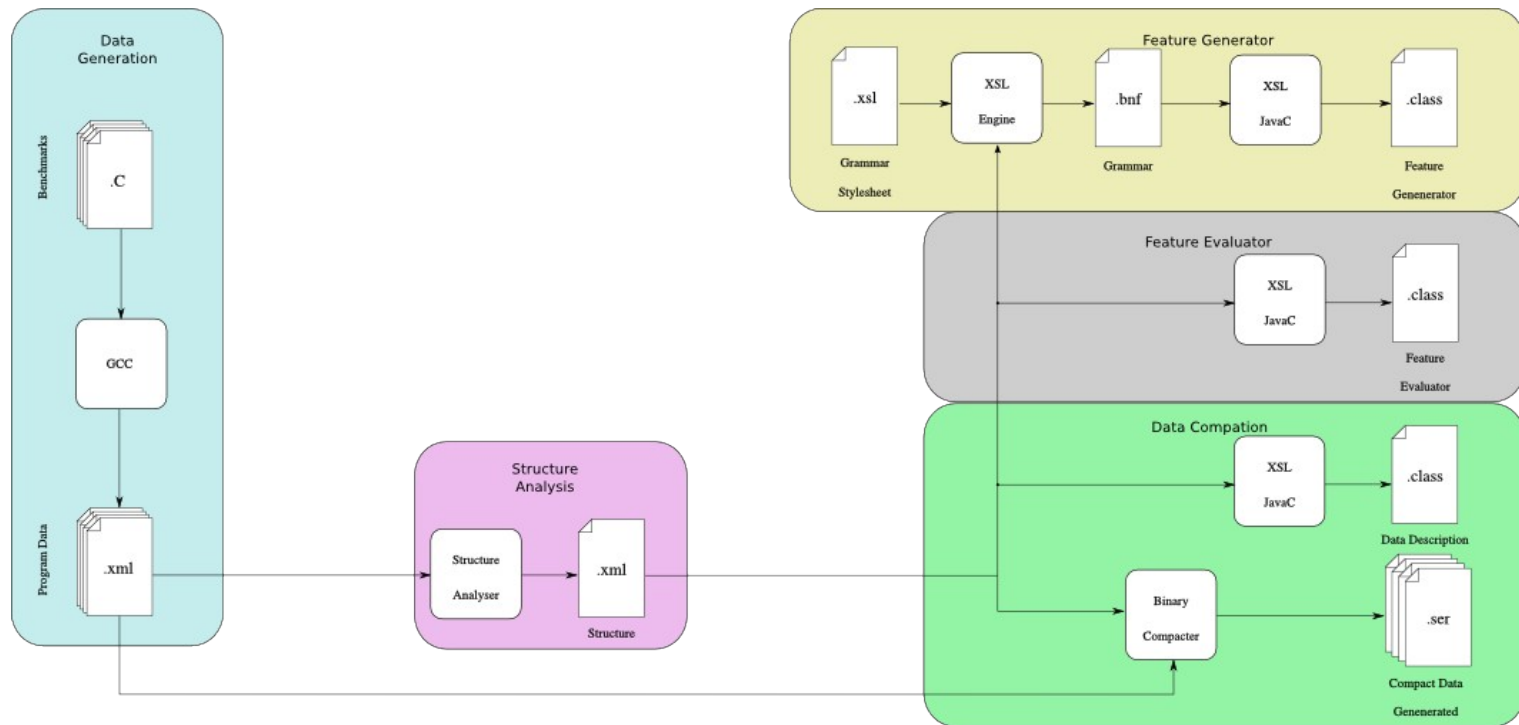 Data
Generation
Benchmarks
.C
GCC
Program Data
.xml
Structure
Analysis
Structure
Analyser
.xml
Structure
Feature Generator
.xsl
Grammar
Stylesheet
XSL
Engine
.bnf
Grammar
XSL
JavaC
.class
Feature
Genenerator
Feature Evaluator
XSL
JavaC
.class
Feature
Evaluator
Data Compation
XSL
JavaC
.class
Data Description
Binary
Compacter
.ser
Compact Data
Genenerated